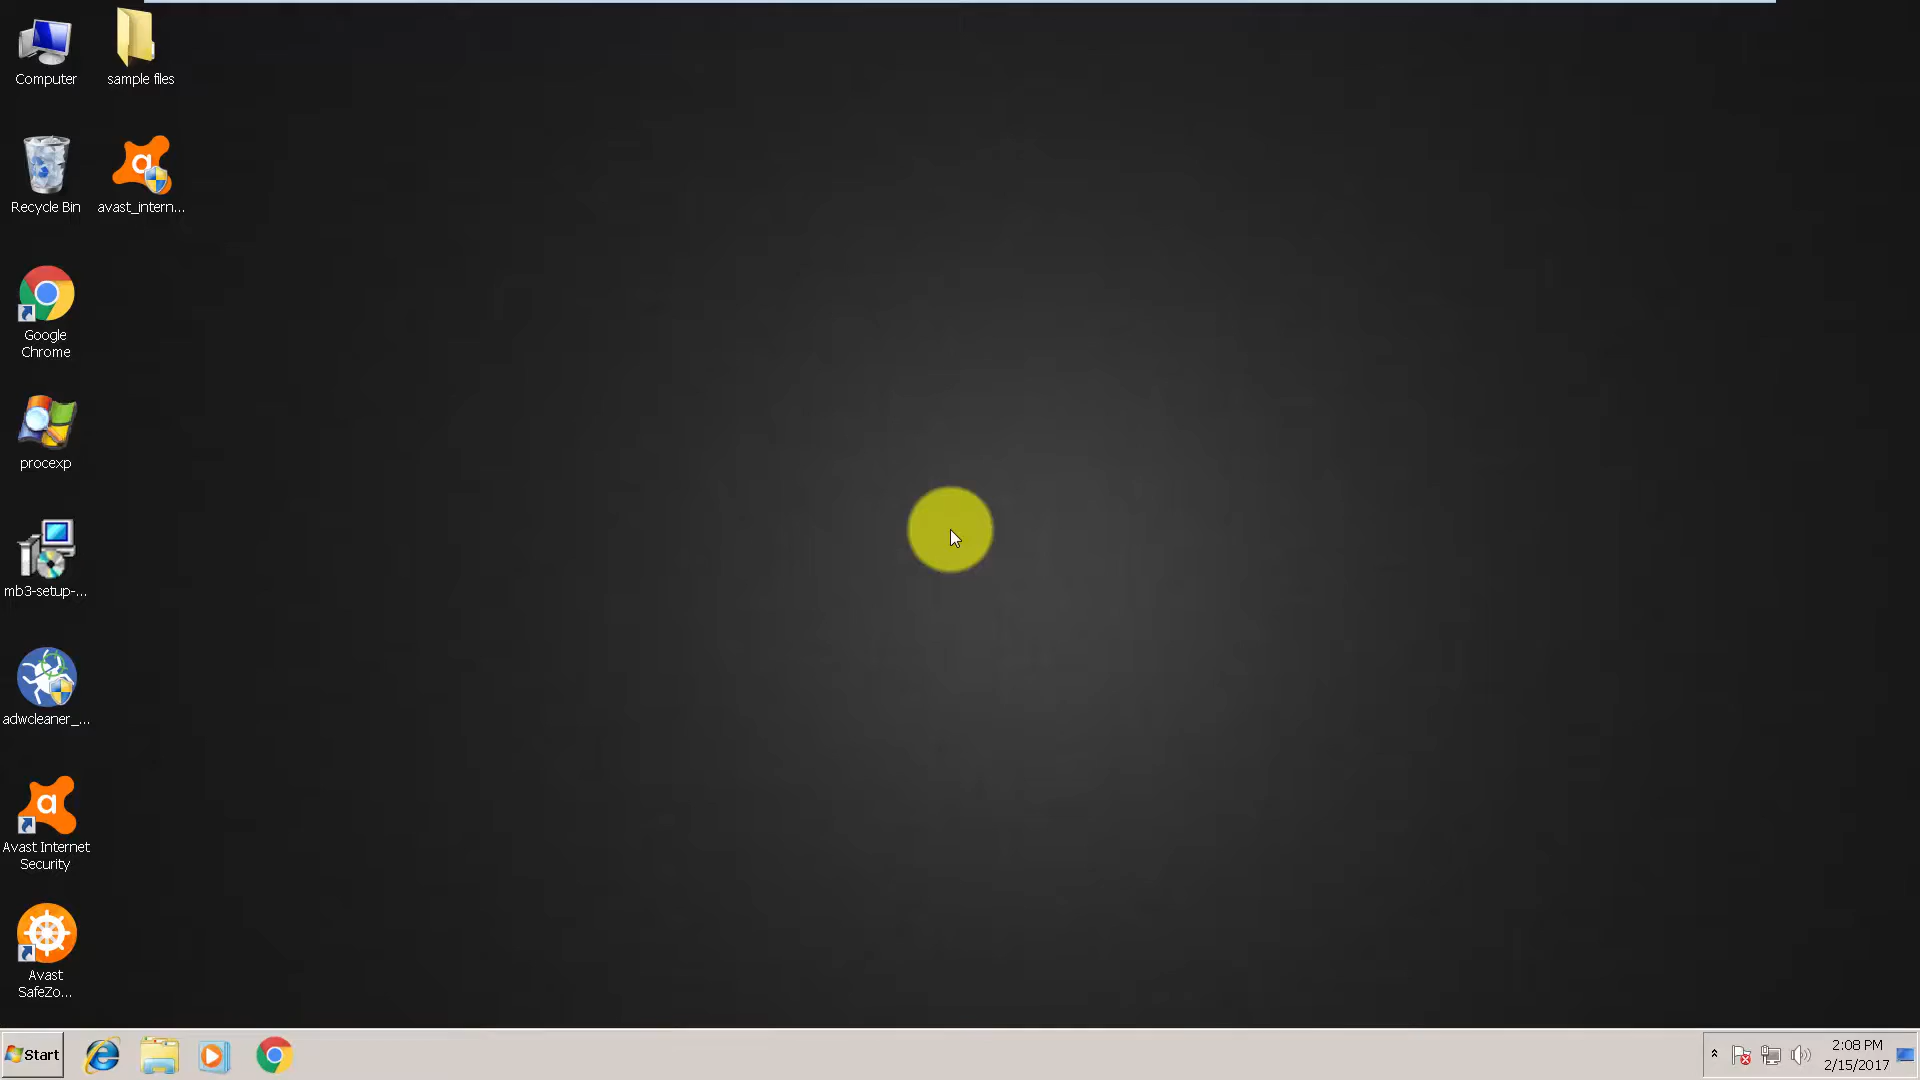 Computer
sample files
Recycle Bin
avast_intern...
Google
Chrome
procexp
mb3-setup-...
adwcleaner_...
Avast Internet
Security
Avast
SafeZo...
Start
2:08 PM
2/15/2017